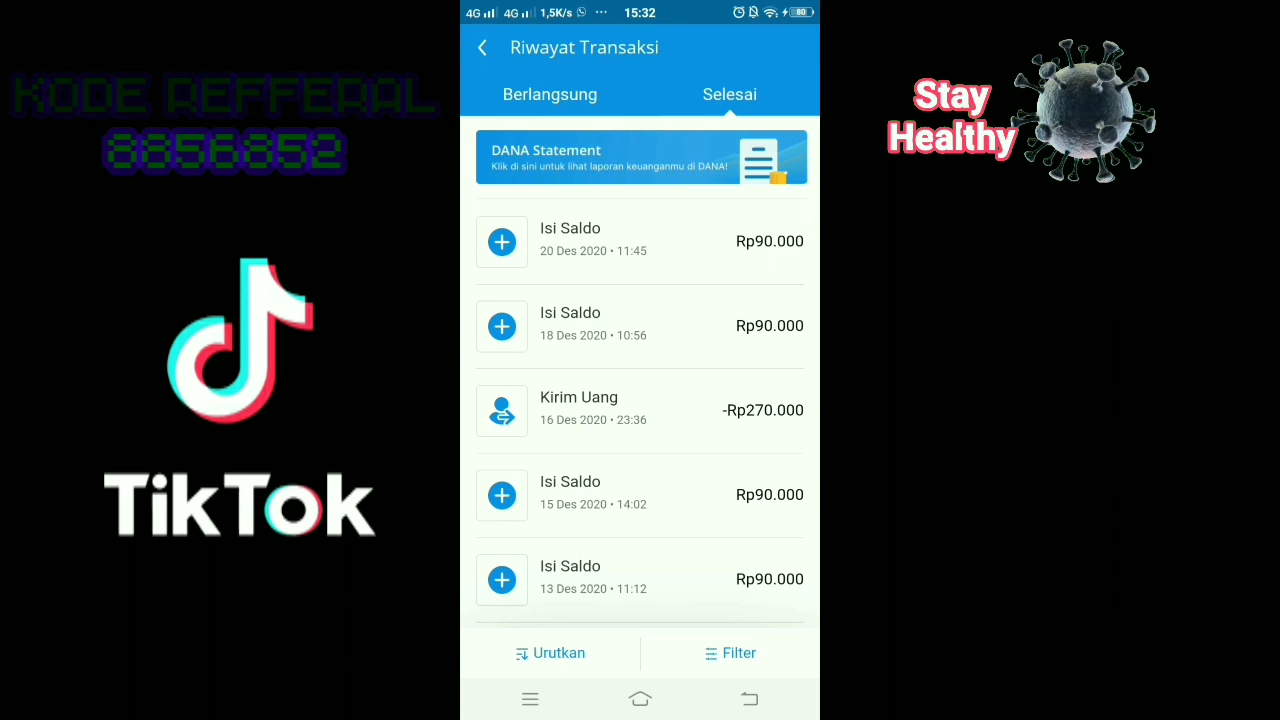 KODE REFFERAL
8856852
TikTok
4G 4G 1,5K/s ... 15:32 80
Riwayat Transaksi
Berlangsung Selesai
DANA Statement
Klik di sini untuk lihat laporan keuanganmu di DANA!
Isi Saldo
20 Des 2020 • 11:45
Rp90.000
Isi Saldo
18 Des 2020 • 10:56
Rp90.000
Kirim Uang
16 Des 2020 • 23:36
-Rp270.000
Isi Saldo
15 Des 2020 • 14:02
Rp90.000
Isi Saldo
13 Des 2020 • 11:12
Rp90.000
Urutkan Filter
Stay
Healthy